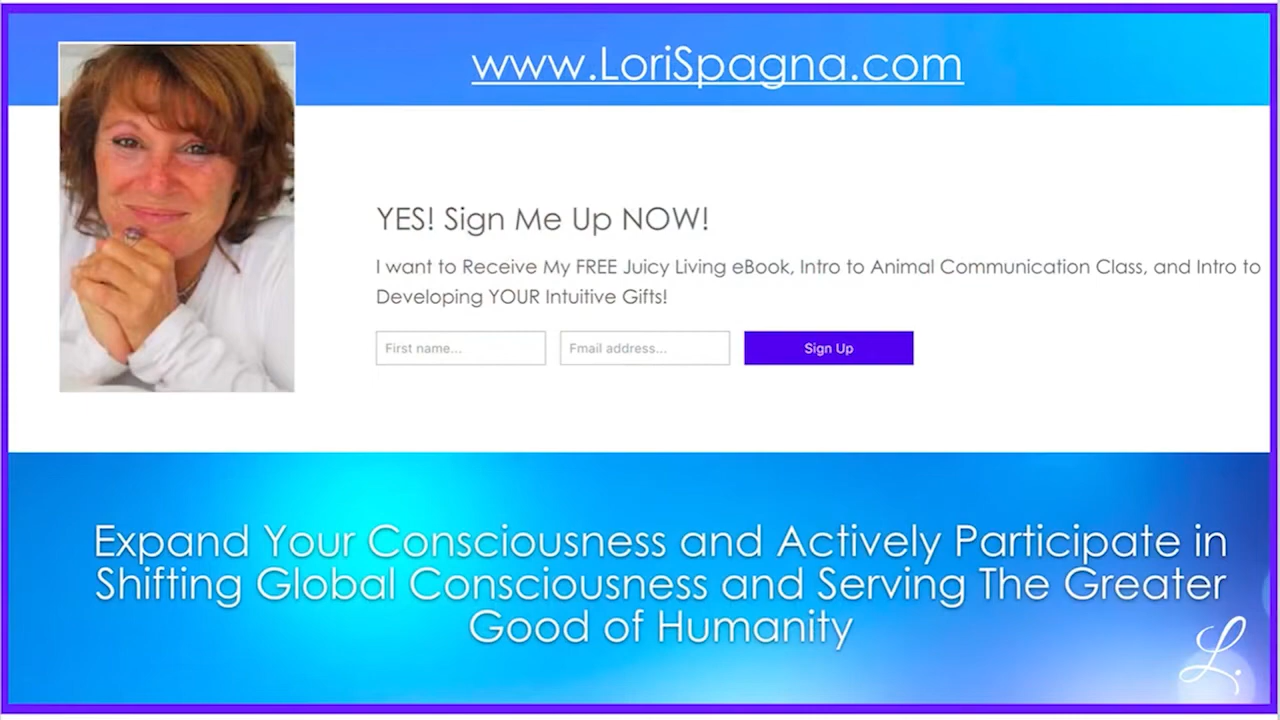 www.LoriSpagna.com
YES! Sign Me Up NOW!
I want to Receive My FREE Juicy Living eBook, Intro to Animal Communication Class, and Intro to
Developing YOUR Intuitive Gifts!
First name... Email address... Sign Up
Expand Your Consciousness and Actively Participate in
Shifting Global Consciousness and Serving The Greater
Good of Humanity
L.